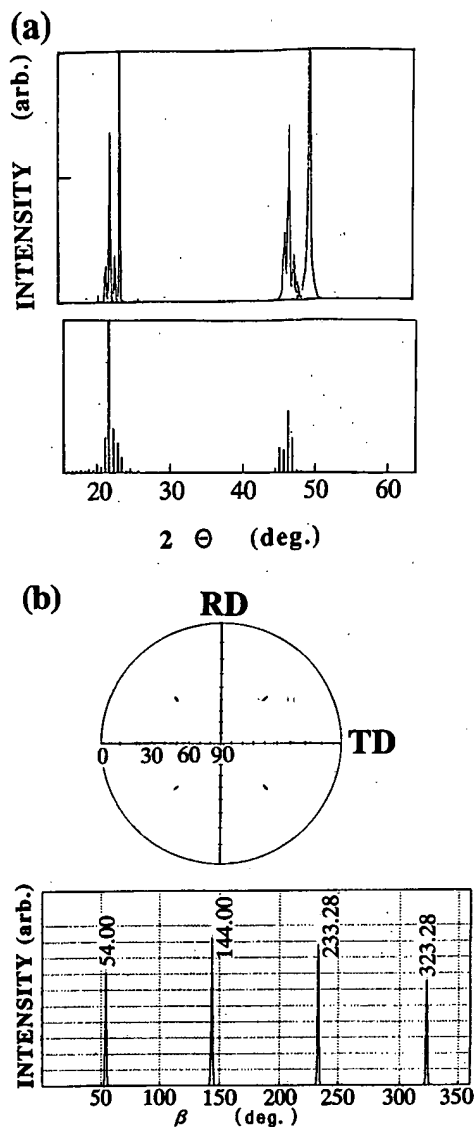 (a)
INTENSITY (arb.)
20 30 40 50 60
2 Θ (deg.)
(b)
RD
TD
0 30 60 90
INTENSITY (arb.)
54.00
144.00
233.28
323.28
50 100 150 200 250 300 350
β (deg.)